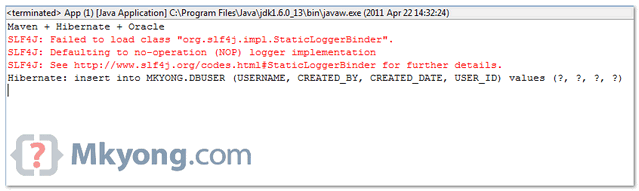 <terminated> App (1) [Java Application] C:\Program Files\Java\jdk1.6.0_13\bin\javaw.exe (2011 Apr 22 14:32:24)
Maven + Hibernate + Oracle
SLF4J: Failed to load class "org.slf4j.impl.StaticLoggerBinder".
SLF4J: Defaulting to no-operation (NOP) logger implementation
SLF4J: See http://www.slf4j.org/codes.html#StaticLoggerBinder for further details.
Hibernate: insert into MKYONG.DBUSER (USERNAME, CREATED_BY, CREATED_DATE, USER_ID) values (?, ?, ?, ?)
{?} Mkyong.com